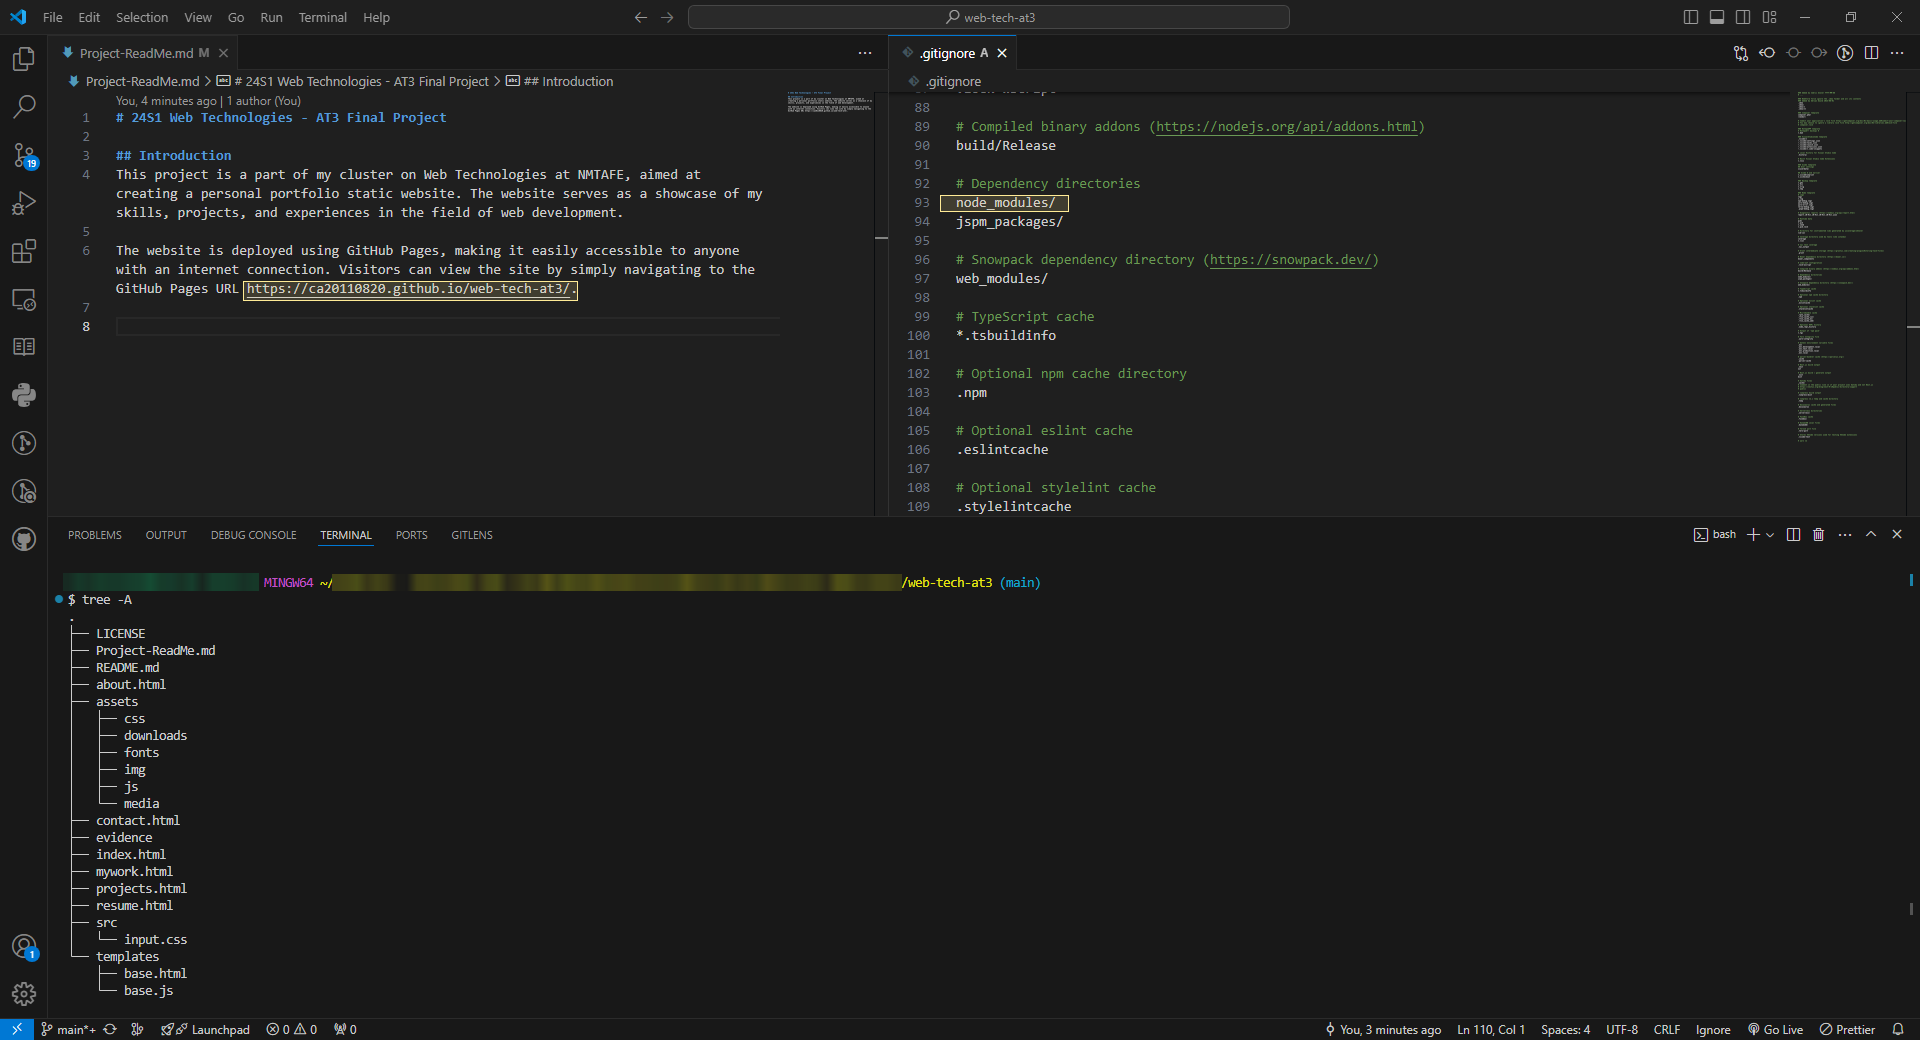 File Edit Selection View Go Run Terminal Help
web-tech-at3
Project-ReadMe.md M
Project-ReadMe.md > # 24S1 Web Technologies - AT3 Final Project > ## Introduction
You, 4 minutes ago | 1 author (You)
1 # 24S1 Web Technologies - AT3 Final Project
2
3 ## Introduction
4 This project is a part of my cluster on Web Technologies at NMTAFE, aimed at
creating a personal portfolio static website. The website serves as a showcase of my
skills, projects, and experiences in the field of web development.
5
6 The website is deployed using GitHub Pages, making it easily accessible to anyone
with an internet connection. Visitors can view the site by simply navigating to the
GitHub Pages URL https://ca20110820.github.io/web-tech-at3/.
7
8
.gitignore A
.gitignore
88
89 # Compiled binary addons (https://nodejs.org/api/addons.html)
90 build/Release
91
92 # Dependency directories
93 node_modules/
94 jspm_packages/
95
96 # Snowpack dependency directory (https://snowpack.dev/)
97 web_modules/
98
99 # TypeScript cache
100 *.tsbuildinfo
101
102 # Optional npm cache directory
103 .npm
104
105 # Optional eslint cache
106 .eslintcache
107
108 # Optional stylelint cache
109 .stylelintcache
19
PROBLEMS OUTPUT DEBUG CONSOLE TERMINAL PORTS GITLENS
bash
MINGW64 ~/ /web-tech-at3 (main)
$ tree -A
.
├── LICENSE
├── Project-ReadMe.md
├── README.md
├── about.html
├── assets
│   ├── css
│   ├── downloads
│   ├── fonts
│   ├── img
│   ├── js
│   └── media
├── contact.html
├── evidence
├── index.html
├── mywork.html
├── projects.html
├── resume.html
├── src
│   └── input.css
└── templates
    ├── base.html
    └── base.js
1
main*+ Launchpad 0 0 0
You, 3 minutes ago Ln 110, Col 1 Spaces: 4 UTF-8 CRLF Ignore Go Live Prettier